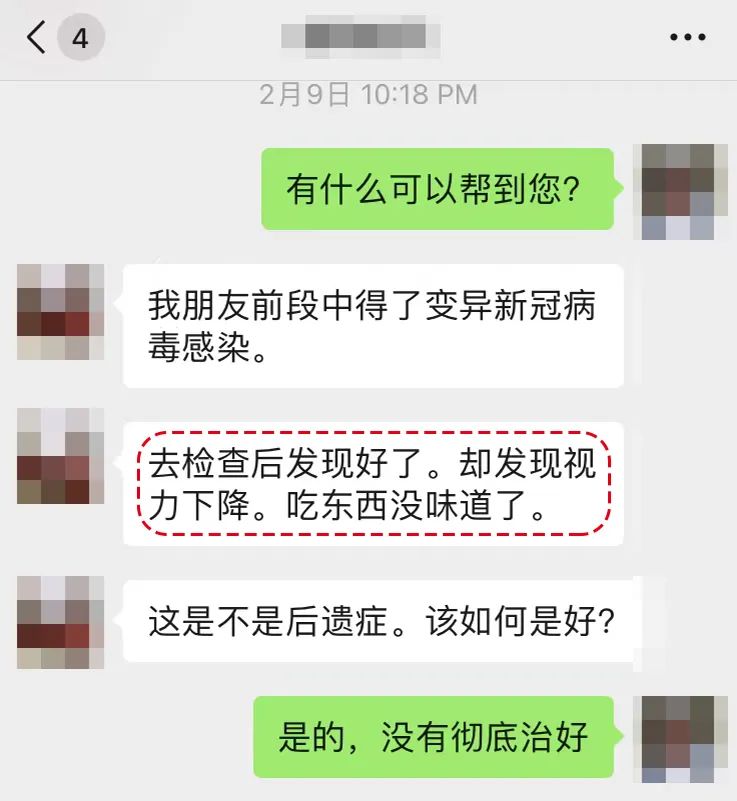 4
2月9日 10:18 PM
有什么可以帮到您?
我朋友前段中得了变异新冠病
毒感染。
去检查后发现好了。却发现视
力下降。吃东西没味道了。
这是不是后遗症。该如何是好?
是的，没有彻底治好